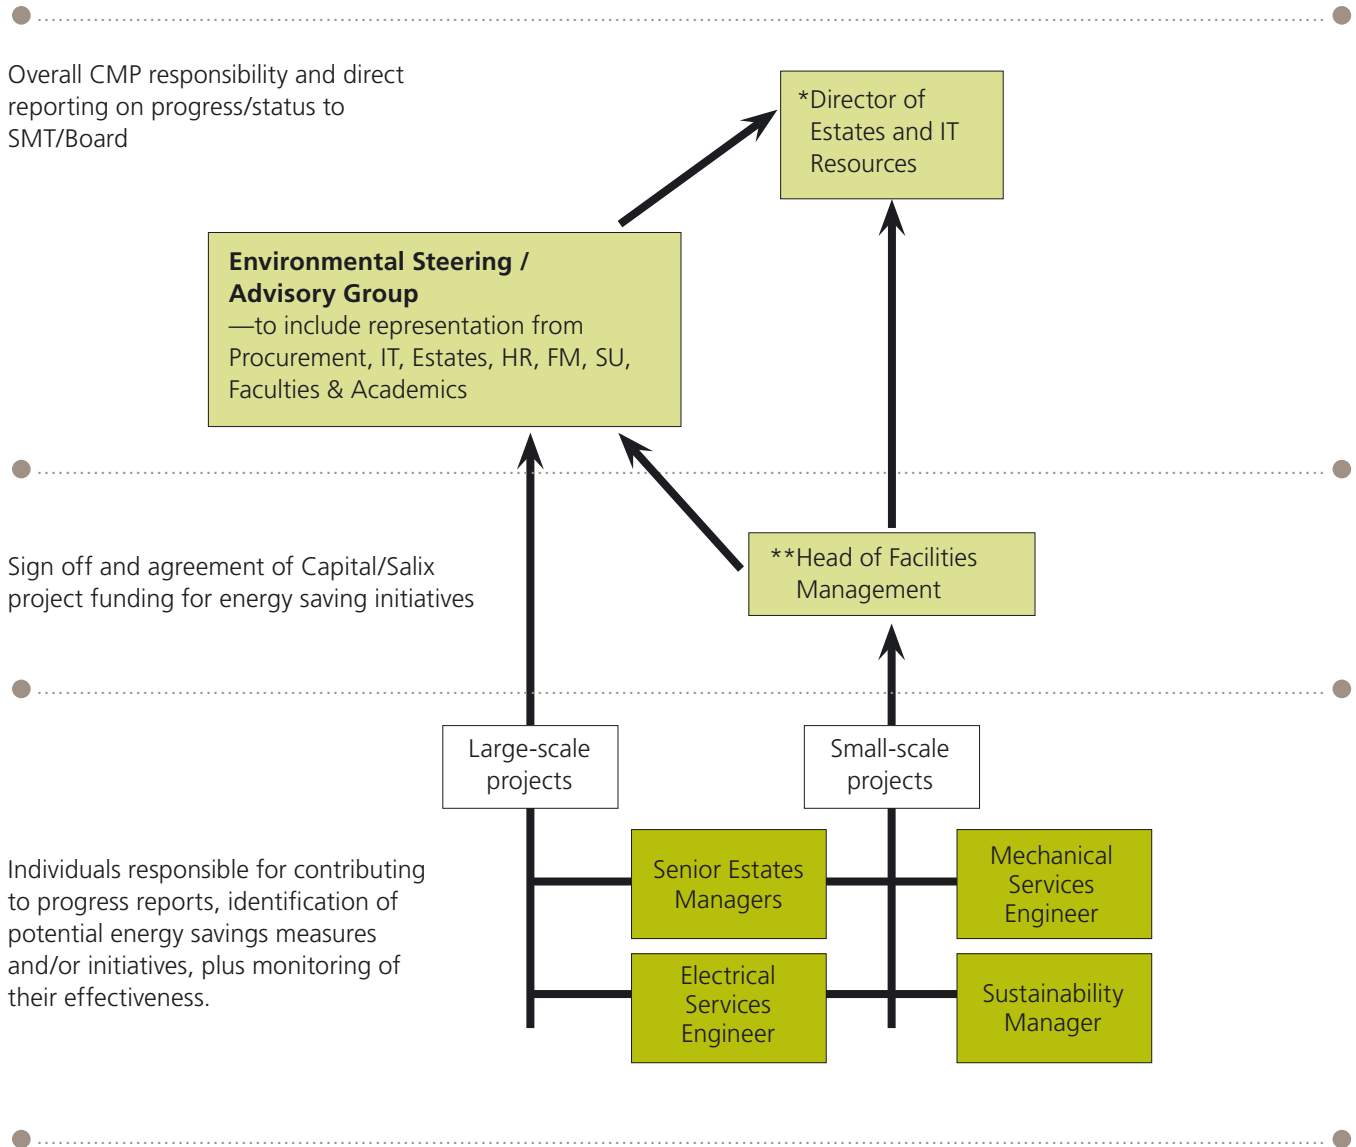 Overall CMP responsibility and direct
reporting on progress/status to
SMT/Board
*Director of
Estates and IT
Resources
Environmental Steering /
Advisory Group
—to include representation from
Procurement, IT, Estates, HR, FM, SU,
Faculties & Academics
Sign off and agreement of Capital/Salix
project funding for energy saving initiatives
**Head of Facilities
Management
Large-scale
projects
Small-scale
projects
Individuals responsible for contributing
to progress reports, identification of
potential energy savings measures
and/or initiatives, plus monitoring of
their effectiveness.
Senior Estates
Managers
Mechanical
Services
Engineer
Electrical
Services
Engineer
Sustainability
Manager